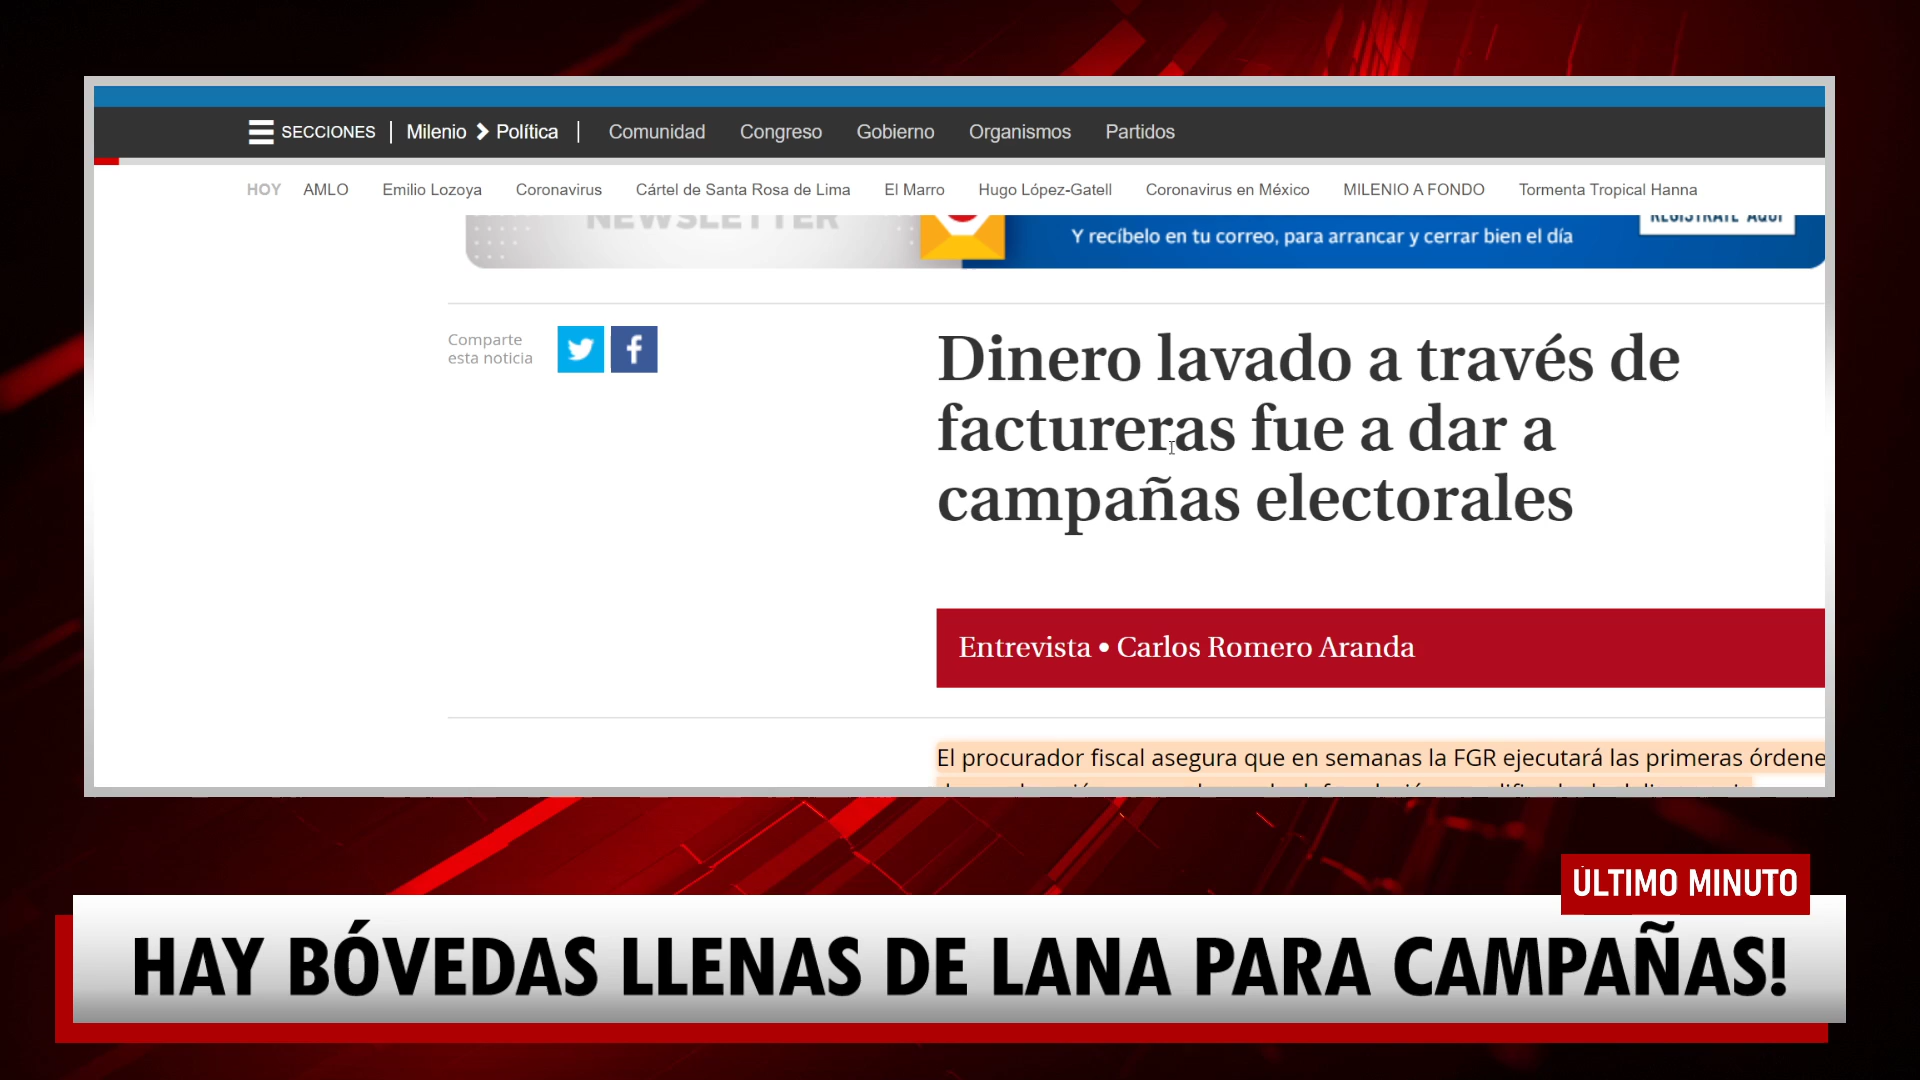 SECCIONES | Milenio > Política | Comunidad Congreso Gobierno Organismos Partidos
HOY AMLO Emilio Lozoya Coronavirus Cártel de Santa Rosa de Lima El Marro Hugo López-Gatell Coronavirus en México MILENIO A FONDO Tormenta Tropical Hanna
NEWSLETTER
REGÍSTRATE AQUÍ
Y recíbelo en tu correo, para arrancar y cerrar bien el día
Comparte
esta noticia
Dinero lavado a través de
factureras fue a dar a
campañas electorales
Entrevista • Carlos Romero Aranda
El procurador fiscal asegura que en semanas la FGR ejecutará las primeras órdene
ÚLTIMO MINUTO
HAY BÓVEDAS LLENAS DE LANA PARA CAMPAÑAS!